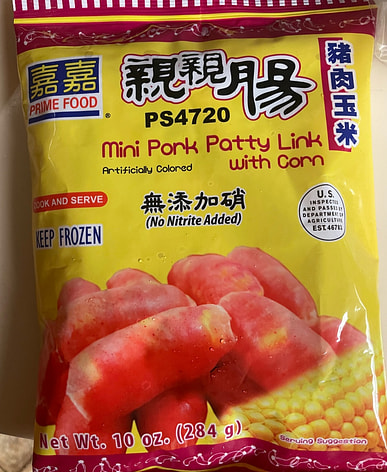 嘉嘉
PRIME FOOD
®
親親腸
豬肉玉米
PS4720
Mini Pork Patty Link
with Corn
Artificially Colored
COOK AND SERVE
無添加硝
(No Nitrite Added)
KEEP FROZEN
U.S.
INSPECTED
AND PASSED BY
DEPARTMENT OF
AGRICULTURE
Net Wt. 10 oz. (284 g)
Serving Suggestion